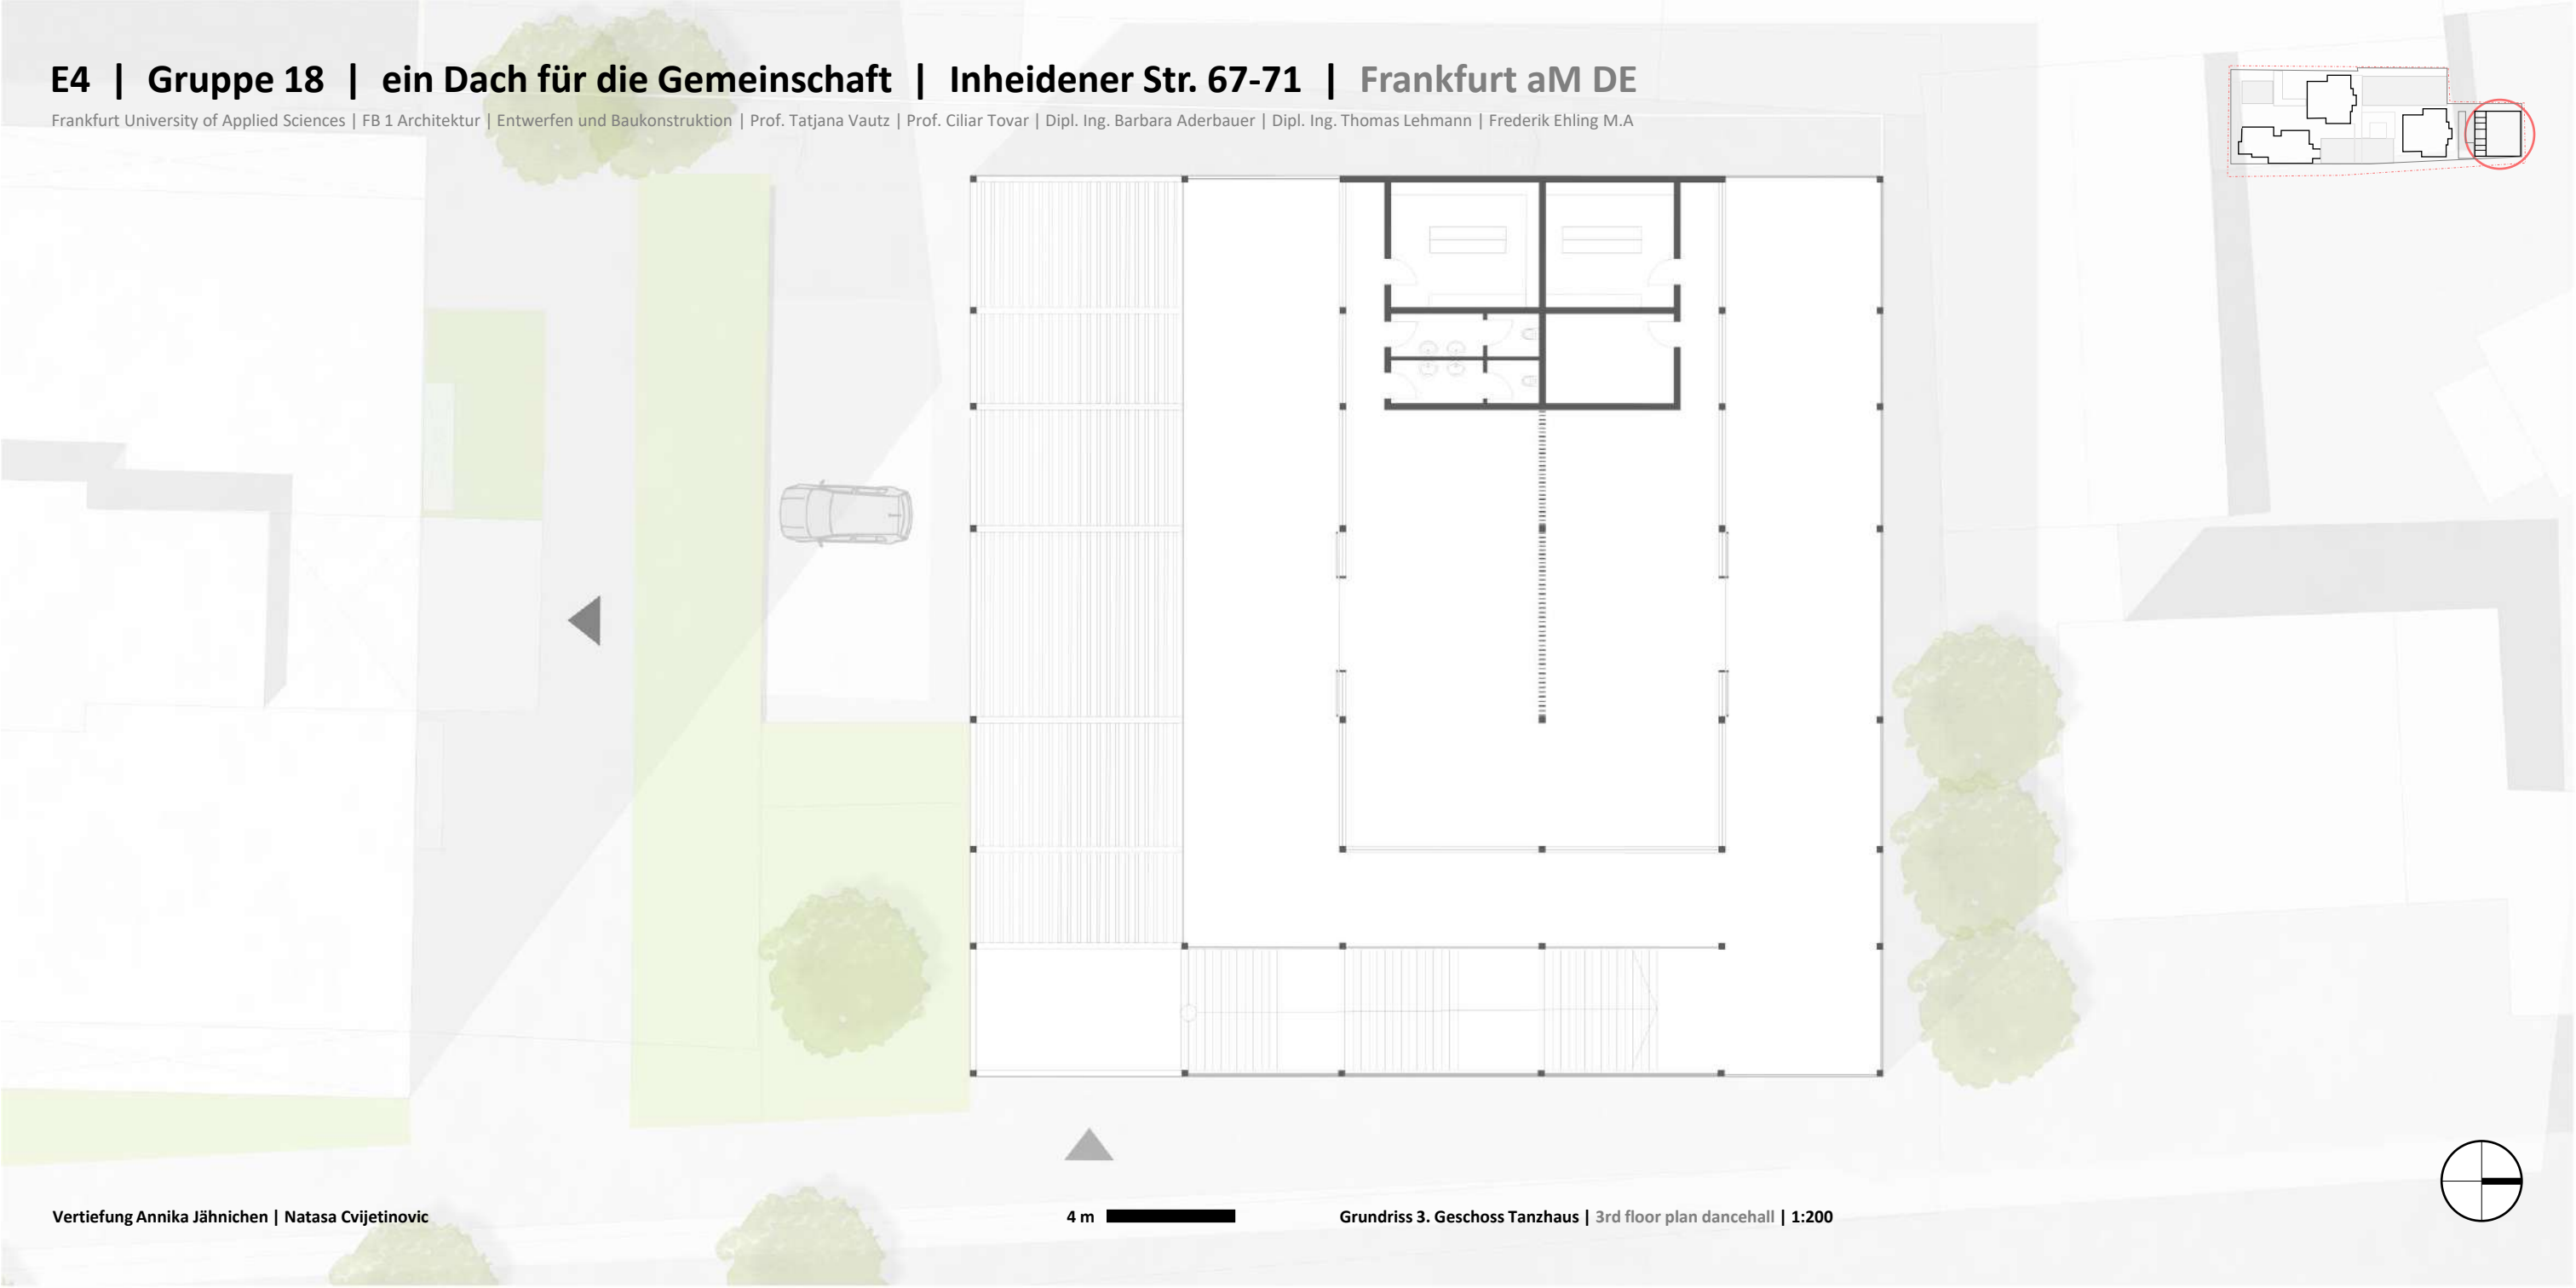 E4 | Gruppe 18 | ein Dach für die Gemeinschaft | Inheidener Str. 67-71 | Frankfurt aM DE
Frankfurt University of Applied Sciences | FB 1 Architektur | Entwerfen und Baukonstruktion | Prof. Tatjana Vautz | Prof. Ciliar Tovar | Dipl. Ing. Barbara Aderbauer | Dipl. Ing. Thomas Lehmann | Frederik Ehling M.A
Vertiefung Annika Jähnichen | Natasa Cvijetinovic
4 m
Grundriss 3. Geschoss Tanzhaus | 3rd floor plan dancehall | 1:200